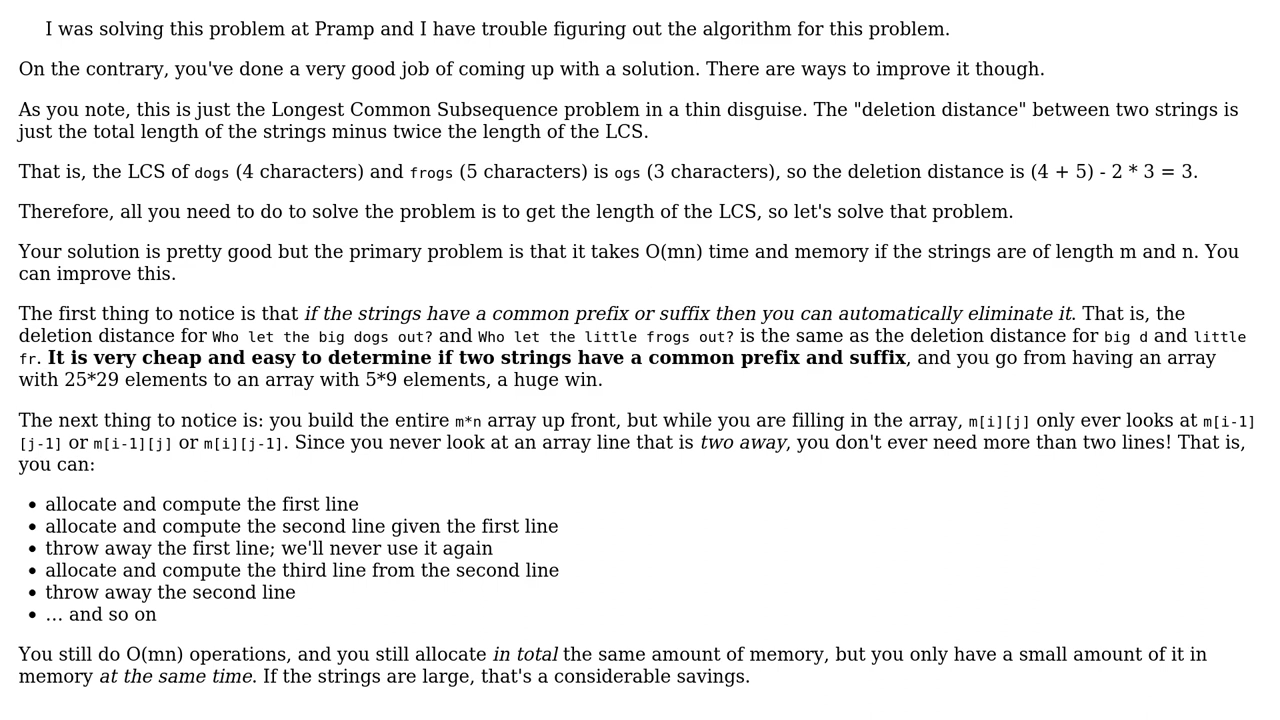 I was solving this problem at Pramp and I have trouble figuring out the algorithm for this problem.
On the contrary, you've done a very good job of coming up with a solution. There are ways to improve it though.
As you note, this is just the Longest Common Subsequence problem in a thin disguise. The "deletion distance" between two strings is
just the total length of the strings minus twice the length of the LCS.
That is, the LCS of dogs (4 characters) and frogs (5 characters) is ogs (3 characters), so the deletion distance is (4 + 5) - 2 * 3 = 3.
Therefore, all you need to do to solve the problem is to get the length of the LCS, so let's solve that problem.
Your solution is pretty good but the primary problem is that it takes O(mn) time and memory if the strings are of length m and n. You
can improve this.
The first thing to notice is that if the strings have a common prefix or suffix then you can automatically eliminate it. That is, the
deletion distance for Who let the big dogs out? and Who let the little frogs out? is the same as the deletion distance for big d and little
fr. It is very cheap and easy to determine if two strings have a common prefix and suffix, and you go from having an array
with 25*29 elements to an array with 5*9 elements, a huge win.
The next thing to notice is: you build the entire m*n array up front, but while you are filling in the array, m[i][j] only ever looks at m[i-1]
[j-1] or m[i-1][j] or m[i][j-1]. Since you never look at an array line that is two away, you don't ever need more than two lines! That is,
you can:
• allocate and compute the first line
• allocate and compute the second line given the first line
• throw away the first line; we'll never use it again
• allocate and compute the third line from the second line
• throw away the second line
• … and so on
You still do O(mn) operations, and you still allocate in total the same amount of memory, but you only have a small amount of it in
memory at the same time. If the strings are large, that's a considerable savings.